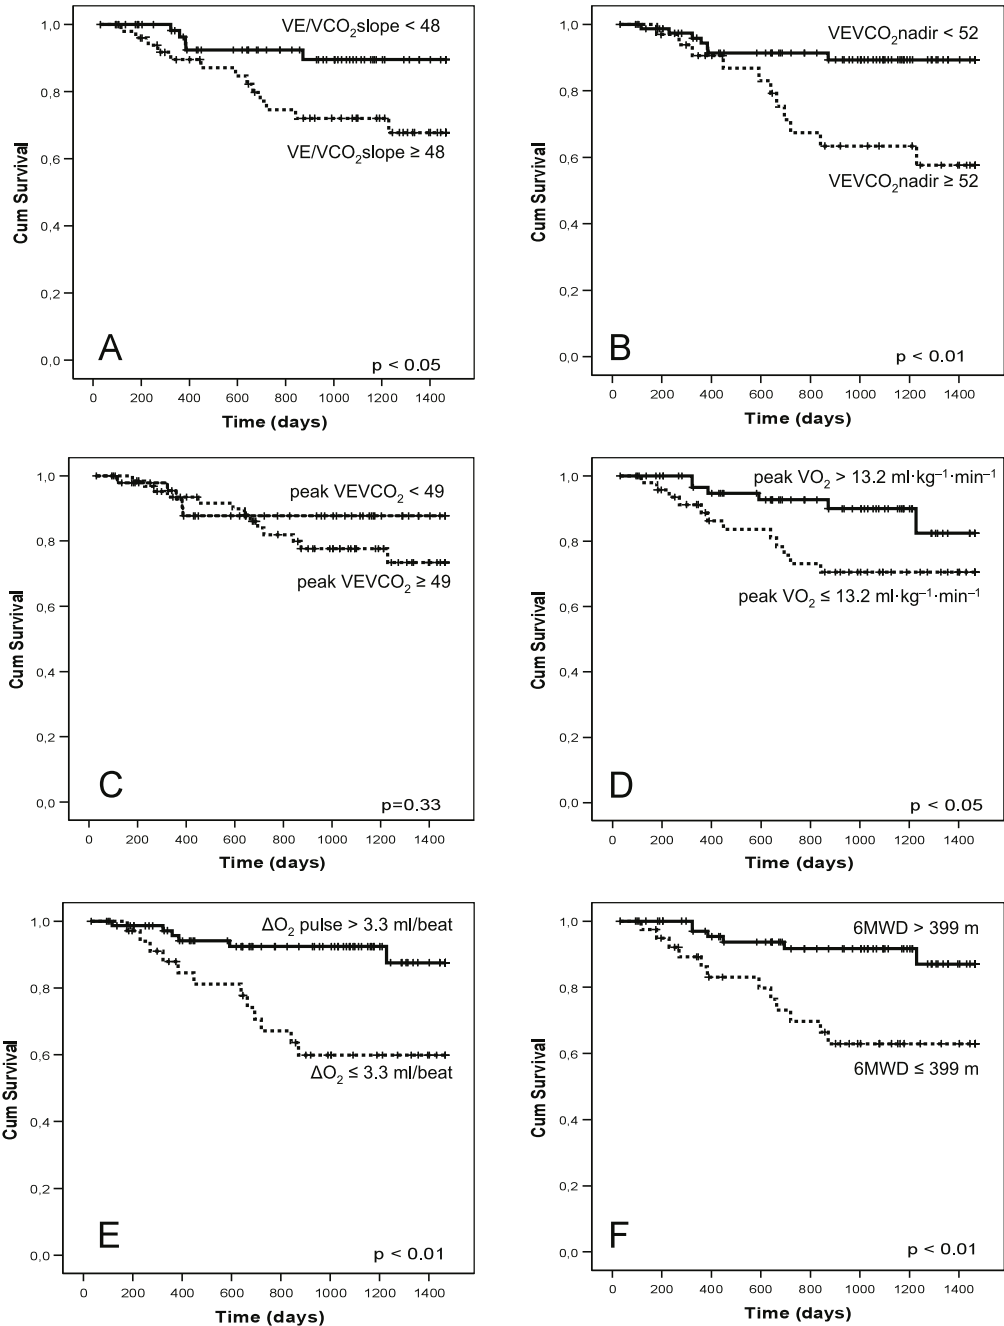 VE/VCO₂slope < 48
1,0
0,8
0,6
0,4
0,2
0,0
Cum Survival
VE/VCO₂slope ≥ 48
A
p < 0.05
0 200 400 600 800 1000 1200 1400
Time (days)
VEVCO₂nadir < 52
1,0
0,8
0,6
0,4
0,2
0,0
Cum Survival
VEVCO₂nadir ≥ 52
B
p < 0.01
0 200 400 600 800 1000 1200 1400
Time (days)
1,0
0,8
0,6
0,4
0,2
0,0
Cum Survival
peak VEVCO₂ < 49
peak VEVCO₂ ≥ 49
C
p=0.33
0 200 400 600 800 1000 1200 1400
Time (days)
1,0
0,8
0,6
0,4
0,2
0,0
Cum Survival
peak VO₂ > 13.2 ml·kg⁻¹·min⁻¹
peak VO₂ ≤ 13.2 ml·kg⁻¹·min⁻¹
D
p < 0.05
0 200 400 600 800 1000 1200 1400
Time (days)
1,0
0,8
0,6
0,4
0,2
0,0
Cum Survival
ΔO₂ pulse > 3.3 ml/beat
ΔO₂ ≤ 3.3 ml/beat
E
p < 0.01
0 200 400 600 800 1000 1200 1400
Time (days)
1,0
0,8
0,6
0,4
0,2
0,0
Cum Survival
6MWD > 399 m
6MWD ≤ 399 m
F
p < 0.01
0 200 400 600 800 1000 1200 1400
Time (days)